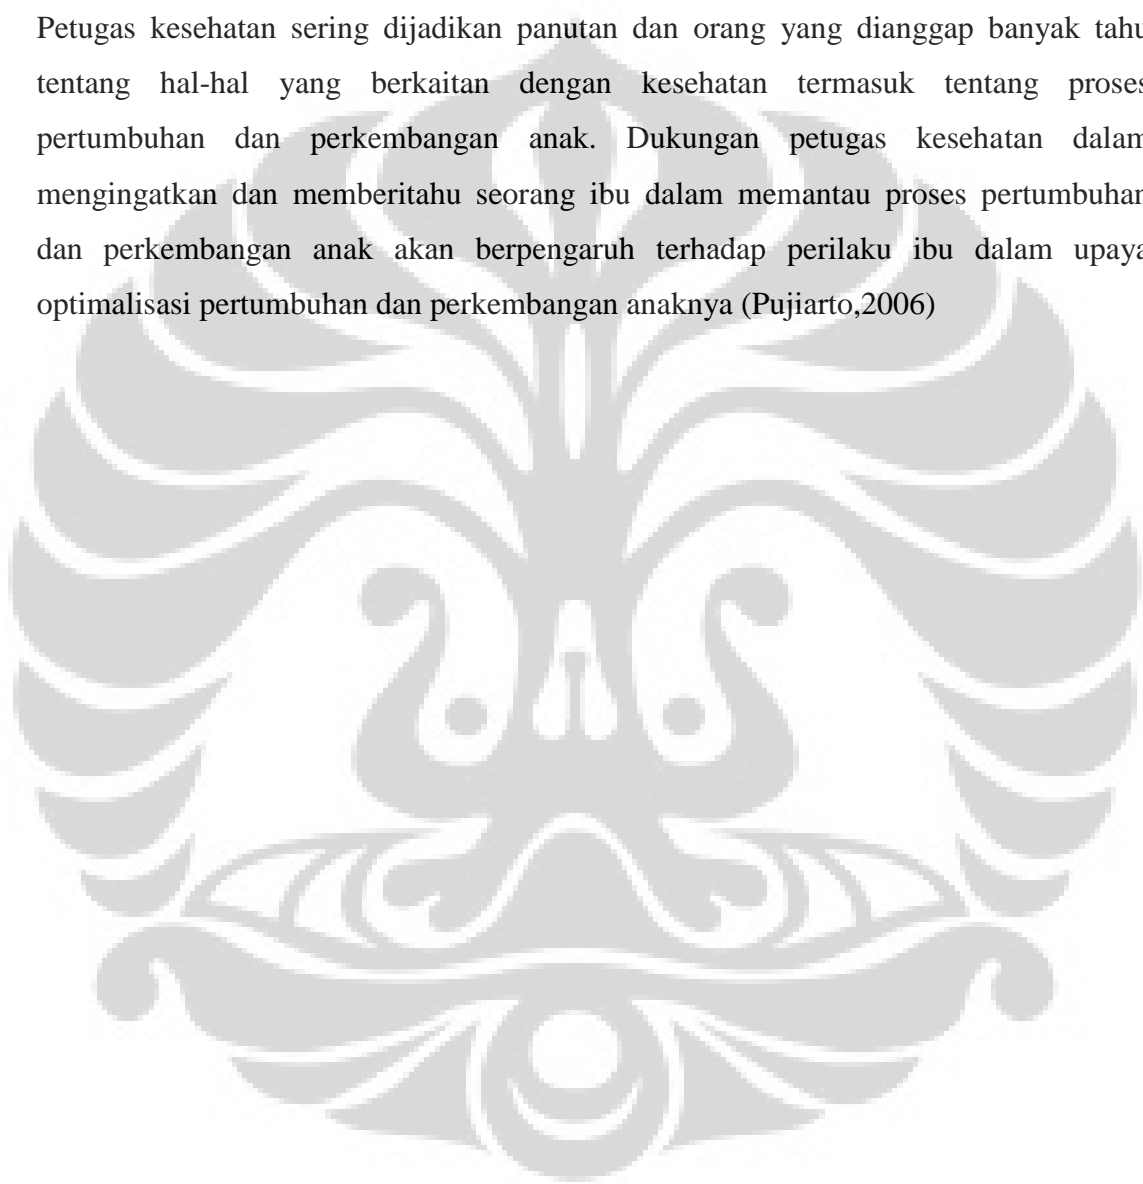 Petugas kesehatan sering dijadikan panutan dan orang yang dianggap banyak tahu
tentang hal-hal yang berkaitan dengan kesehatan termasuk tentang proses
pertumbuhan dan perkembangan anak. Dukungan petugas kesehatan dalam
mengingatkan dan memberitahu seorang ibu dalam memantau proses pertumbuhan
dan perkembangan anak akan berpengaruh terhadap perilaku ibu dalam upaya
optimalisasi pertumbuhan dan perkembangan anaknya (Pujiarto,2006)